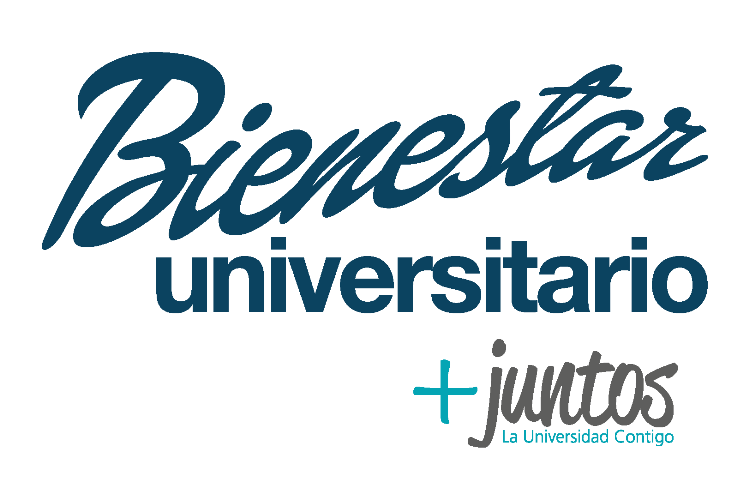 Bienestar
universitario
+juntos
La Universidad Contigo